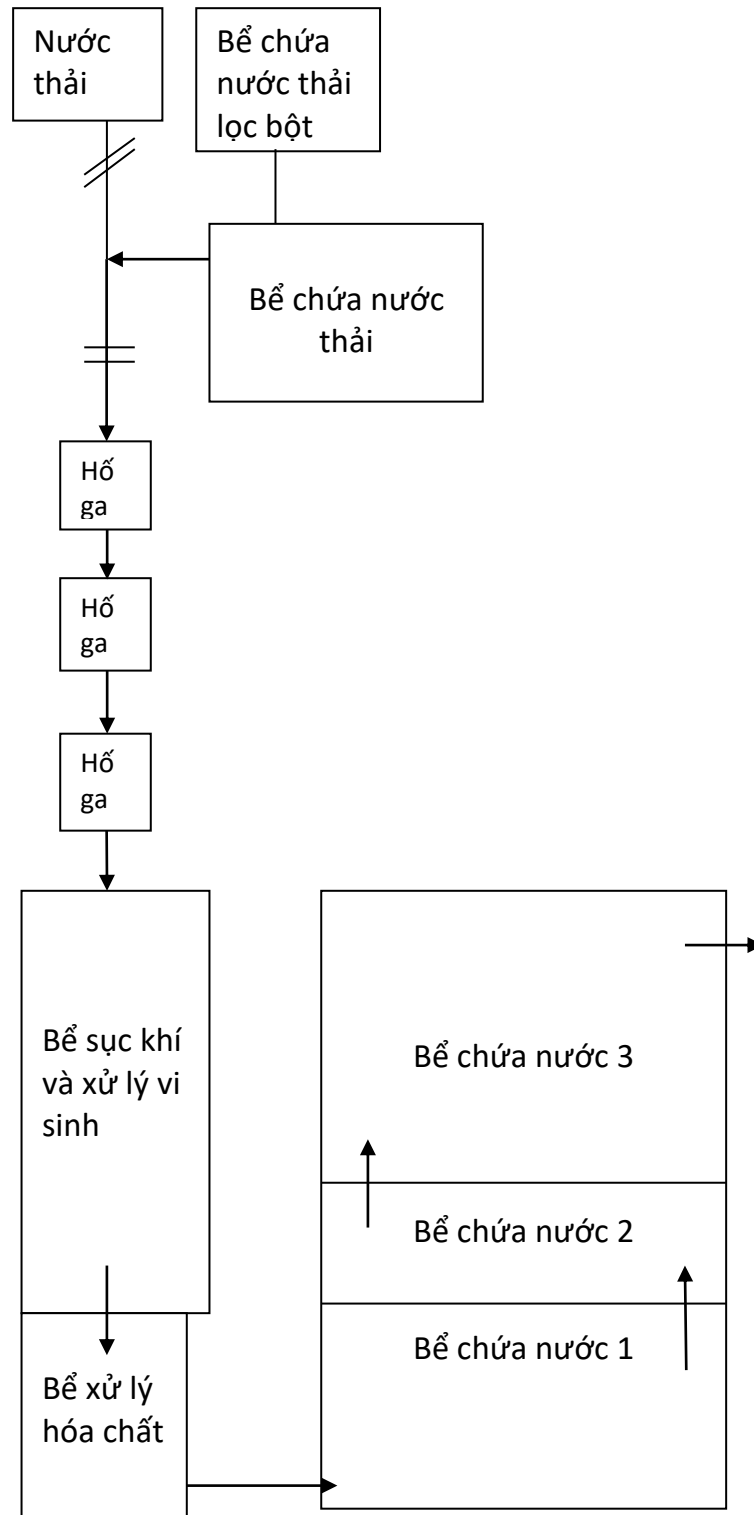 Nước
thải
Bể chứa
nước thải
lọc bột
Bể chứa nước
thải
Hố
ga
Hố
ga
Hố
ga
Bể sục khí
và xử lý vi
sinh
Bể chứa nước 3
Bể chứa nước 2
Bể chứa nước 1
Bể xử lý
hóa chất